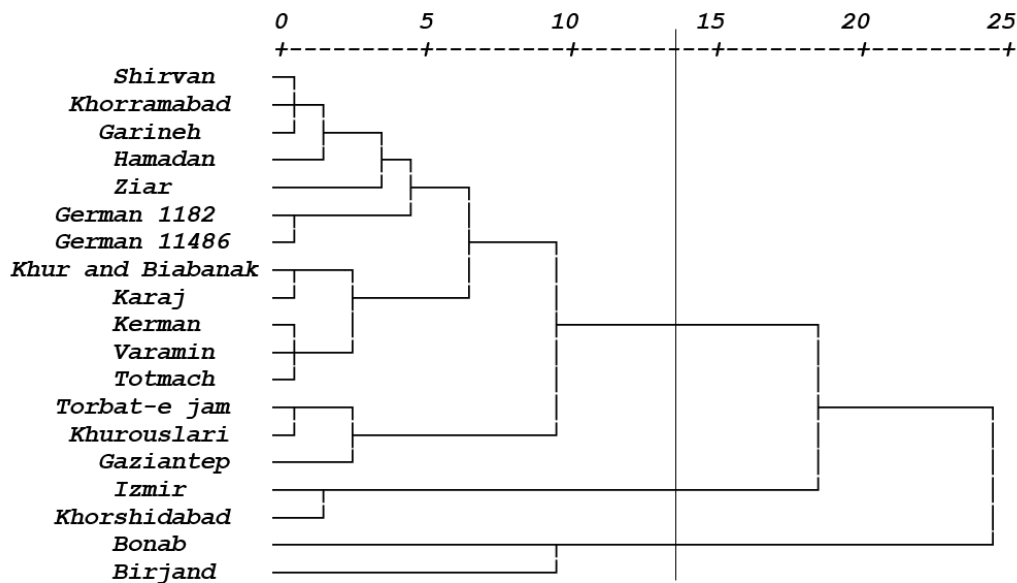 0 5 10 15 20 25
Shirvan
Khorramabad
Garineh
Hamadan
Ziar
German 1182
German 11486
Khur and Biabanak
Karaj
Kerman
Varamin
Totmach
Torbat-e jam
Khurouslari
Gaziantep
Izmir
Khorshidabad
Bonab
Birjand